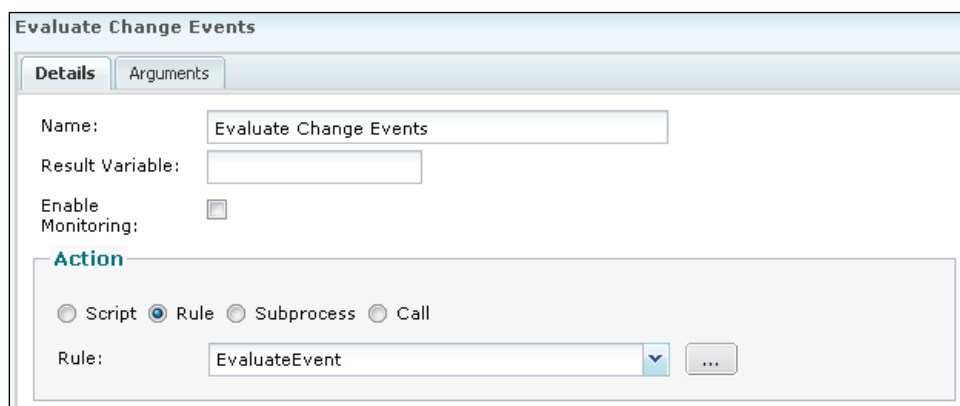 Evaluate Change Events
Details Arguments
Name: Evaluate Change Events
Result Variable:
Enable
Monitoring:
Action
Script Rule Subprocess Call
Rule: EvaluateEvent ...